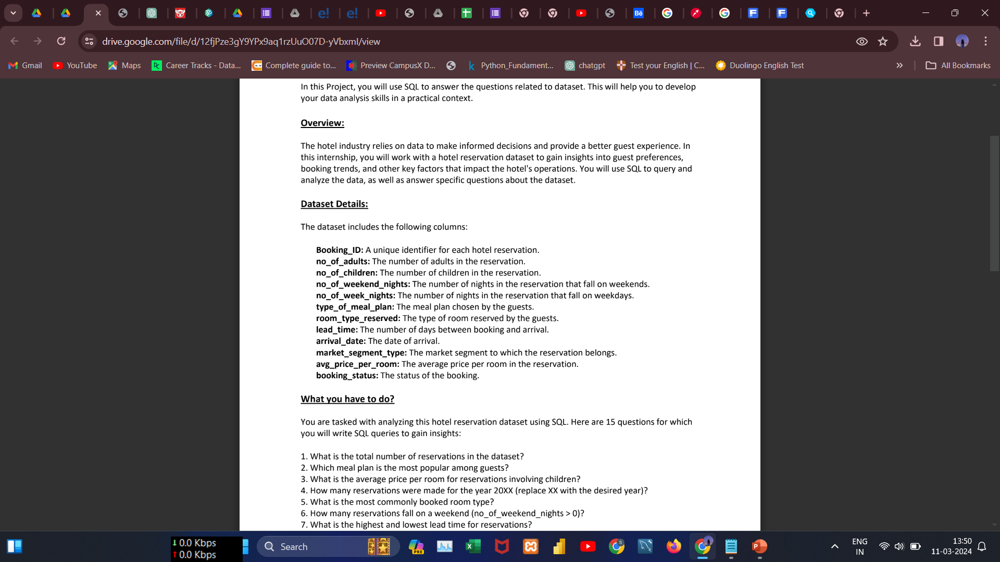 drive.google.com/file/d/12fjPze3gY9YPx9aq1rzUuO07D-yVbxml/view
Gmail YouTube Maps Career Tracks - Data... Complete guide to... Preview CampusX D... Python_Fundament... chatgpt Test your English | C... Duolingo English Test » All Bookmarks
In this Project, you will use SQL to answer the questions related to dataset. This will help you to develop
your data analysis skills in a practical context.
Overview:
The hotel industry relies on data to make informed decisions and provide a better guest experience. In
this internship, you will work with a hotel reservation dataset to gain insights into guest preferences,
booking trends, and other key factors that impact the hotel's operations. You will use SQL to query and
analyze the data, as well as answer specific questions about the dataset.
Dataset Details:
The dataset includes the following columns:
Booking_ID: A unique identifier for each hotel reservation.
no_of_adults: The number of adults in the reservation.
no_of_children: The number of children in the reservation.
no_of_weekend_nights: The number of nights in the reservation that fall on weekends.
no_of_week_nights: The number of nights in the reservation that fall on weekdays.
type_of_meal_plan: The meal plan chosen by the guests.
room_type_reserved: The type of room reserved by the guests.
lead_time: The number of days between booking and arrival.
arrival_date: The date of arrival.
market_segment_type: The market segment to which the reservation belongs.
avg_price_per_room: The average price per room in the reservation.
booking_status: The status of the booking.
What you have to do?
You are tasked with analyzing this hotel reservation dataset using SQL. Here are 15 questions for which
you will write SQL queries to gain insights:
1. What is the total number of reservations in the dataset?
2. Which meal plan is the most popular among guests?
3. What is the average price per room for reservations involving children?
4. How many reservations were made for the year 20XX (replace XX with the desired year)?
5. What is the most commonly booked room type?
6. How many reservations fall on a weekend (no_of_weekend_nights > 0)?
7. What is the highest and lowest lead time for reservations?
0.0 Kbps
0.0 Kbps
Search
PRE
ENG
IN
13:50
11-03-2024